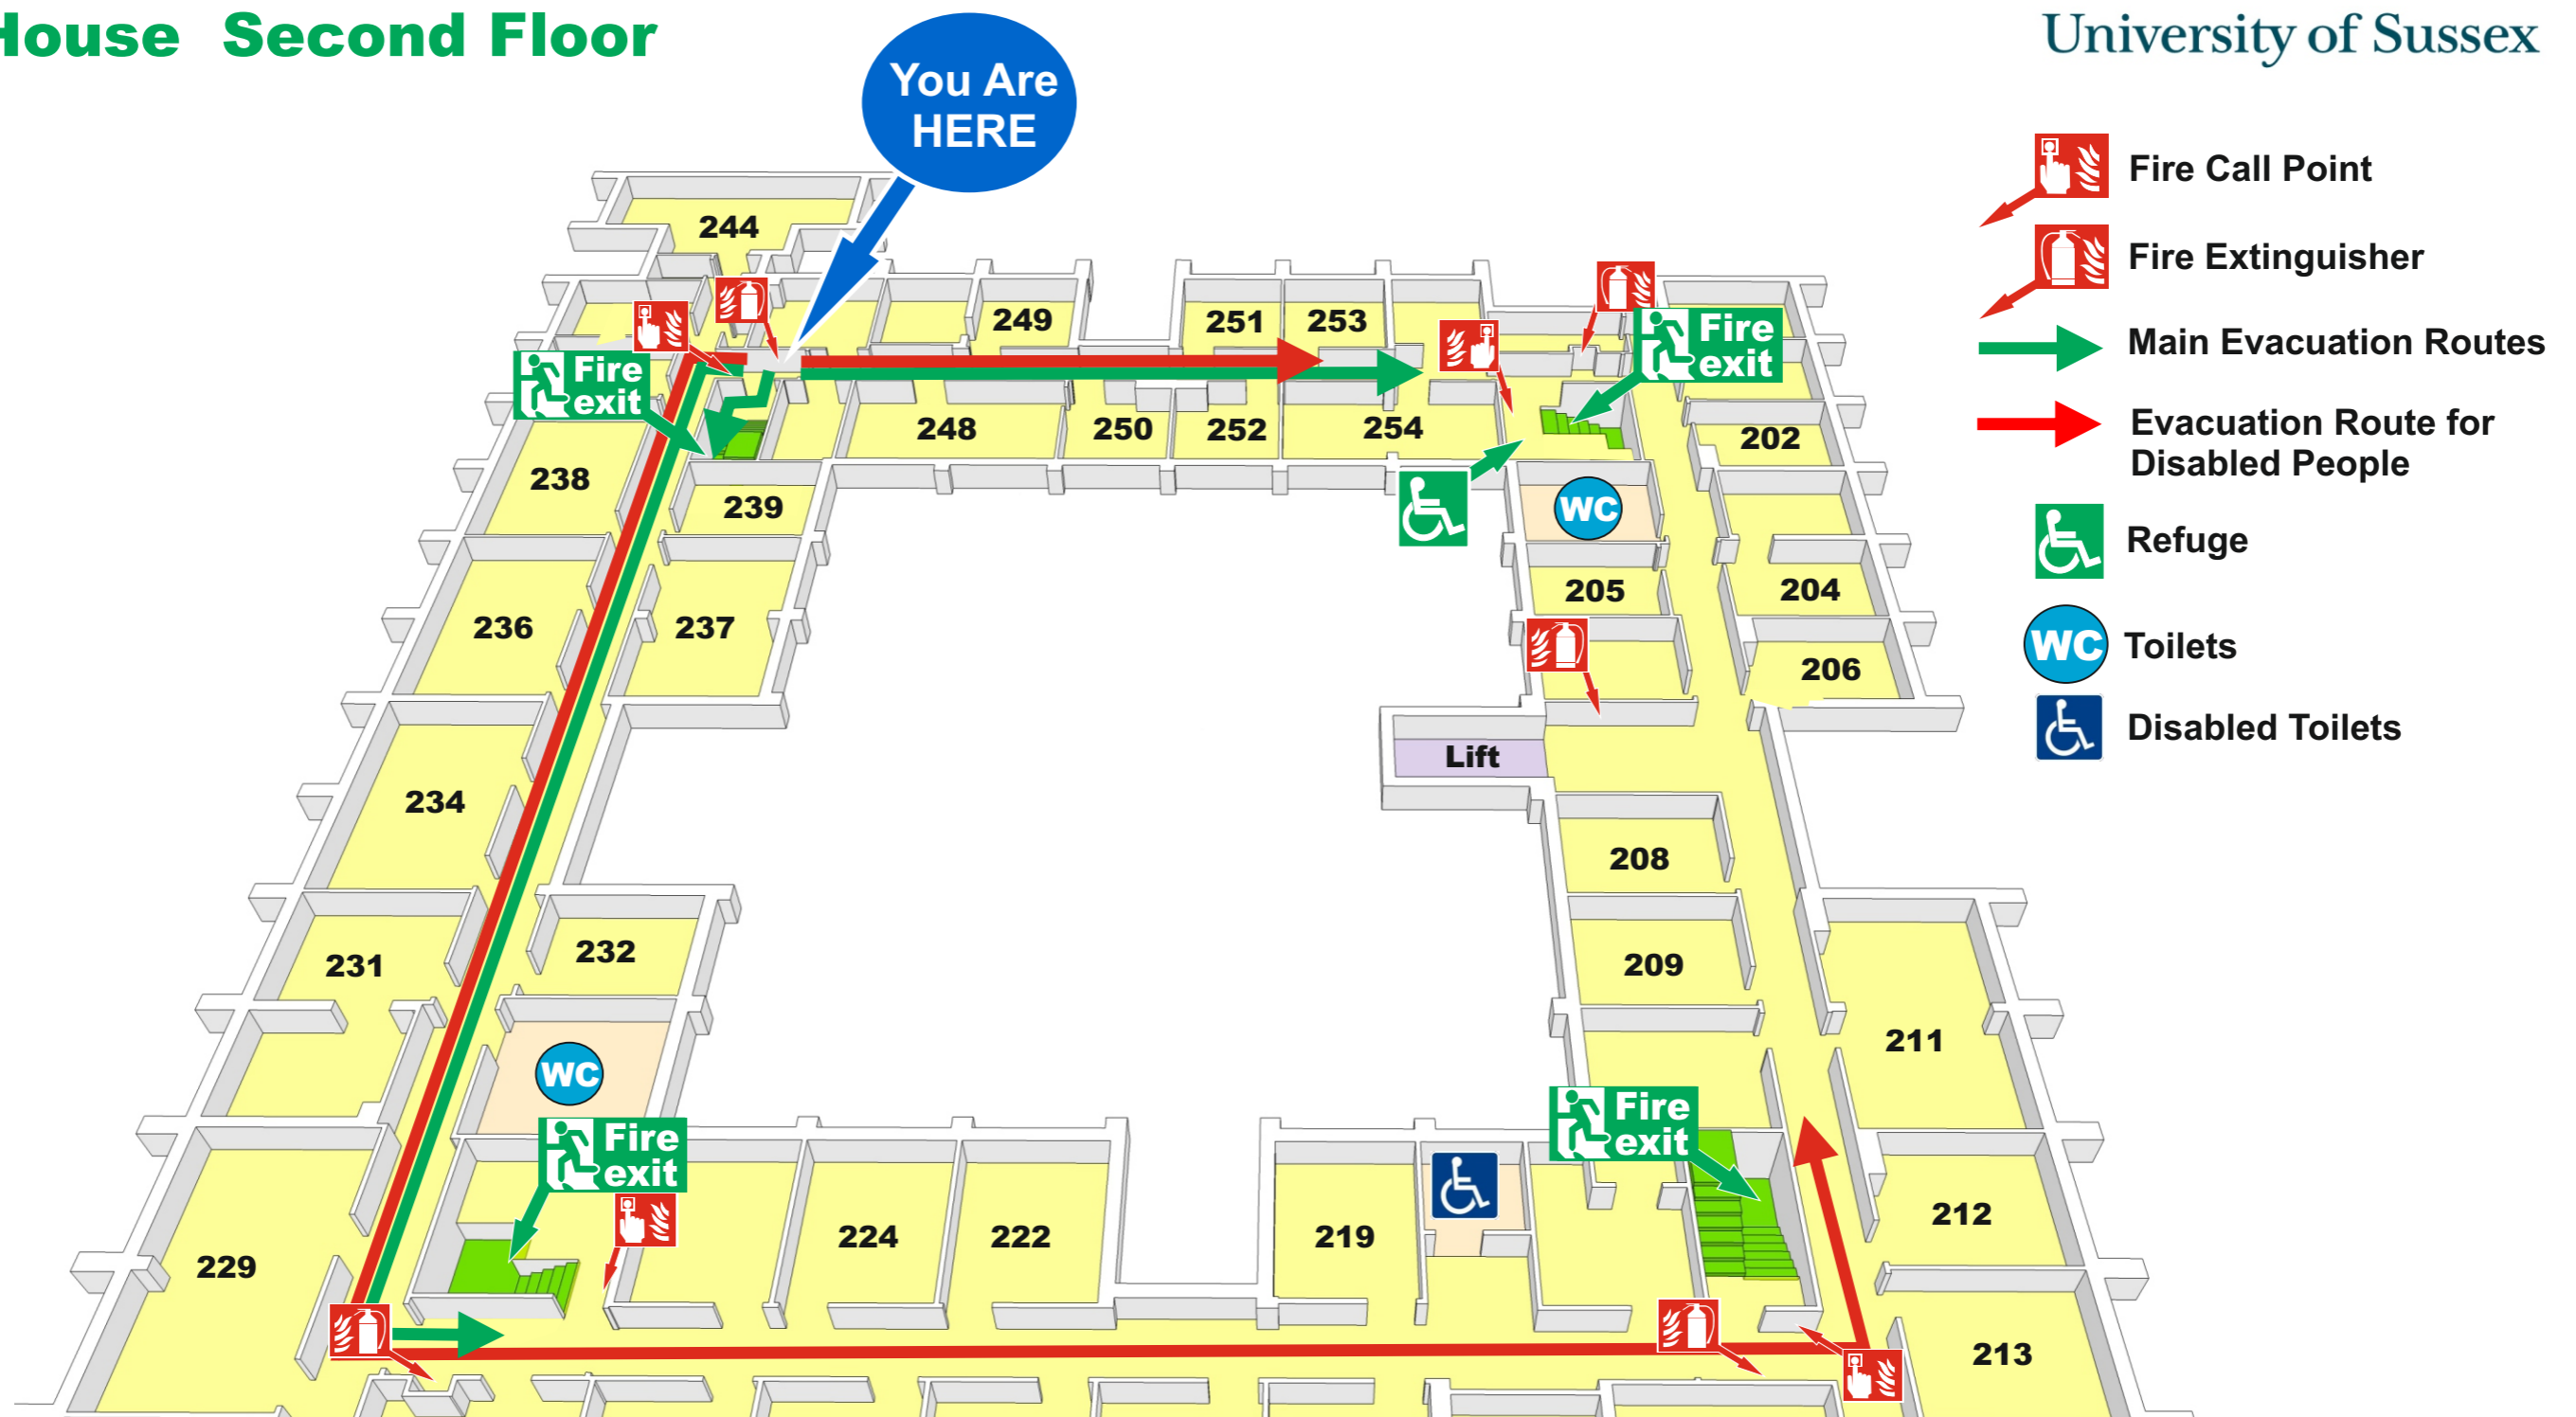 House Second Floor
University of Sussex
You Are
HERE
Fire Call Point
Fire Extinguisher
Main Evacuation Routes
Evacuation Route for
Disabled People
Refuge
WC
Toilets
Disabled Toilets
244
249
251
253
Fire
exit
Fire
exit
248
250
252
254
202
238
239
WC
236
237
205
204
206
234
Lift
208
231
232
209
211
WC
Fire
exit
Fire
exit
229
224
222
219
212
213